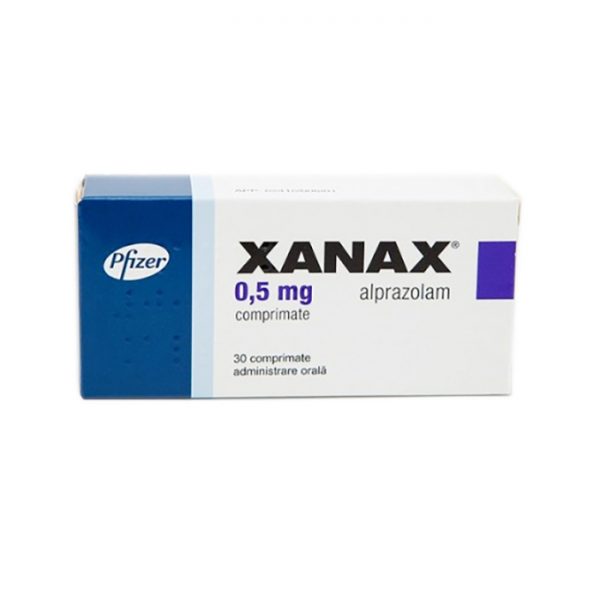 Pfizer
XANAX®
0,5 mg alprazolam
comprimate
30 comprimate
administrare orală